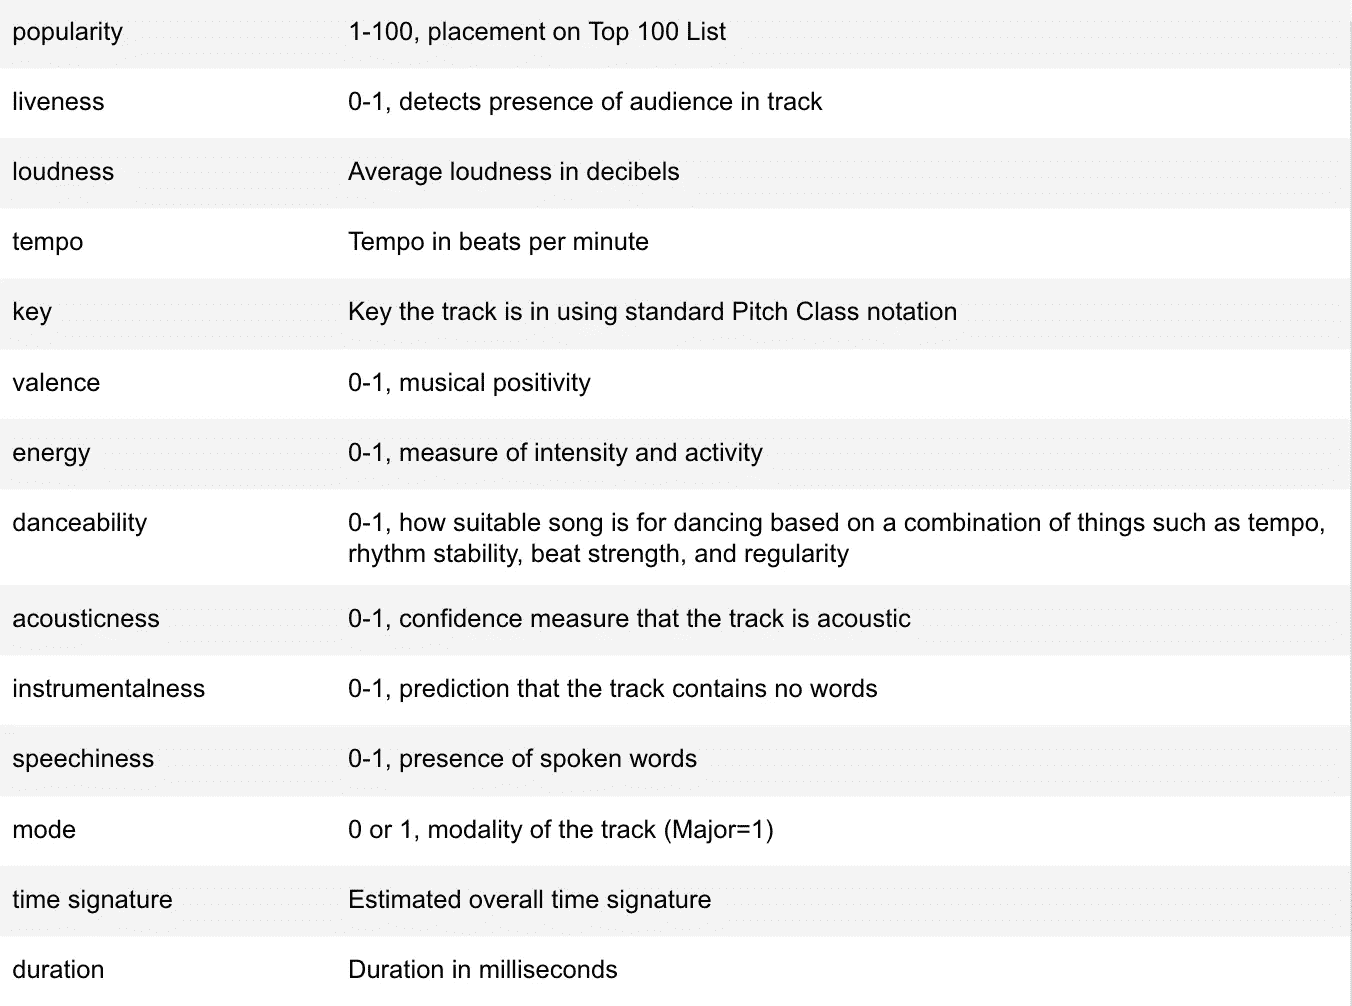 popularity 1-100, placement on Top 100 List
liveness 0-1, detects presence of audience in track
loudness Average loudness in decibels
tempo Tempo in beats per minute
key Key the track is in using standard Pitch Class notation
valence 0-1, musical positivity
energy 0-1, measure of intensity and activity
danceability 0-1, how suitable song is for dancing based on a combination of things such as tempo,
rhythm stability, beat strength, and regularity
acousticness 0-1, confidence measure that the track is acoustic
instrumentalness 0-1, prediction that the track contains no words
speechiness 0-1, presence of spoken words
mode 0 or 1, modality of the track (Major=1)
time signature Estimated overall time signature
duration Duration in milliseconds